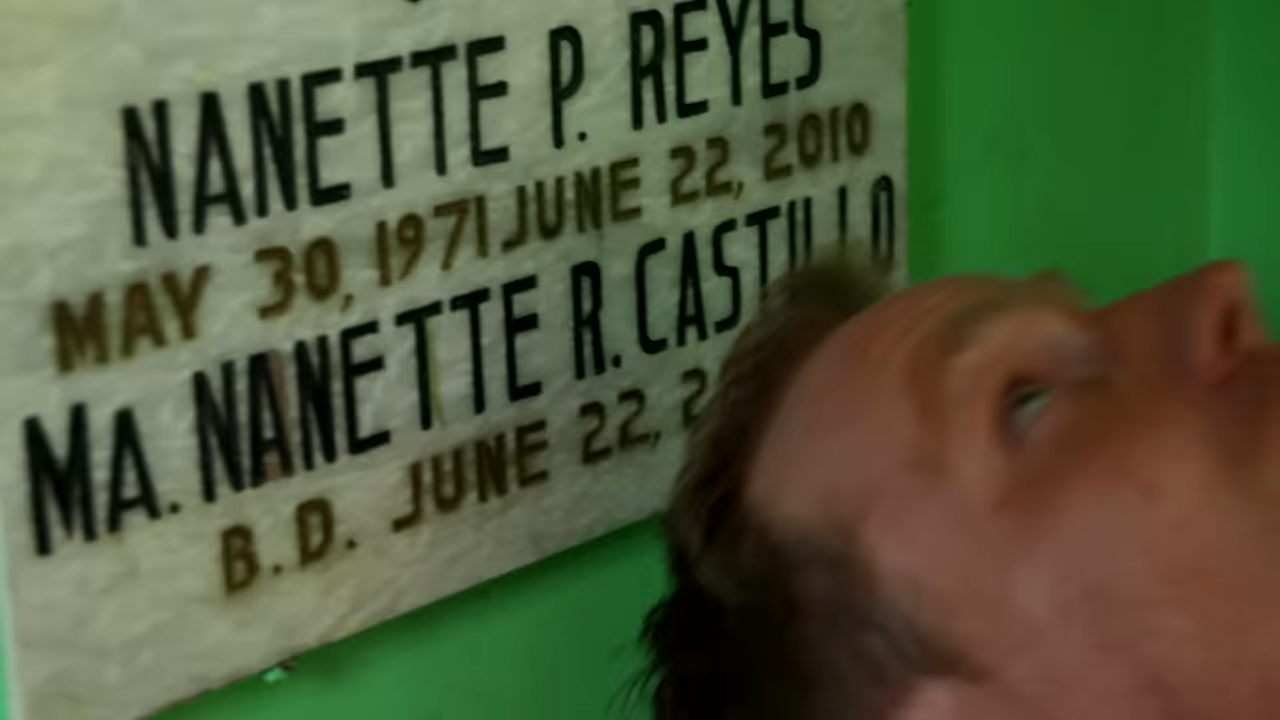 NANETTE P. REYES
MAY 30, 1971 JUNE 22, 2010
MA. NANETTE R. CASTILLO
B.D. JUNE 22,